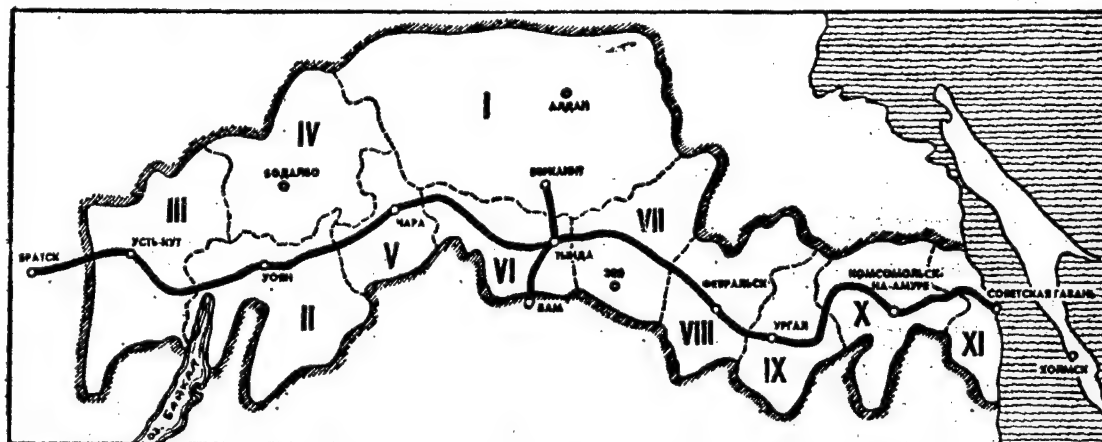 I
АЛДАН
IV
БОДАЙБО
БЕРКАКИТ
III
VII
ЧАРА
УСТЬ-КУТ
БРАТСК
УОЯН
V
VI
ТЫНДА
ЗЕЯ
ФЕВРАЛЬСК
КОМСОМОЛЬСК-
НА-АМУРЕ
СОВЕТСКАЯ ГАВАНЬ
II
БАМ
VIII
УРГАЛ
X
IX
XI
ХОЛМСК
ОЗ. БАЙКАЛ